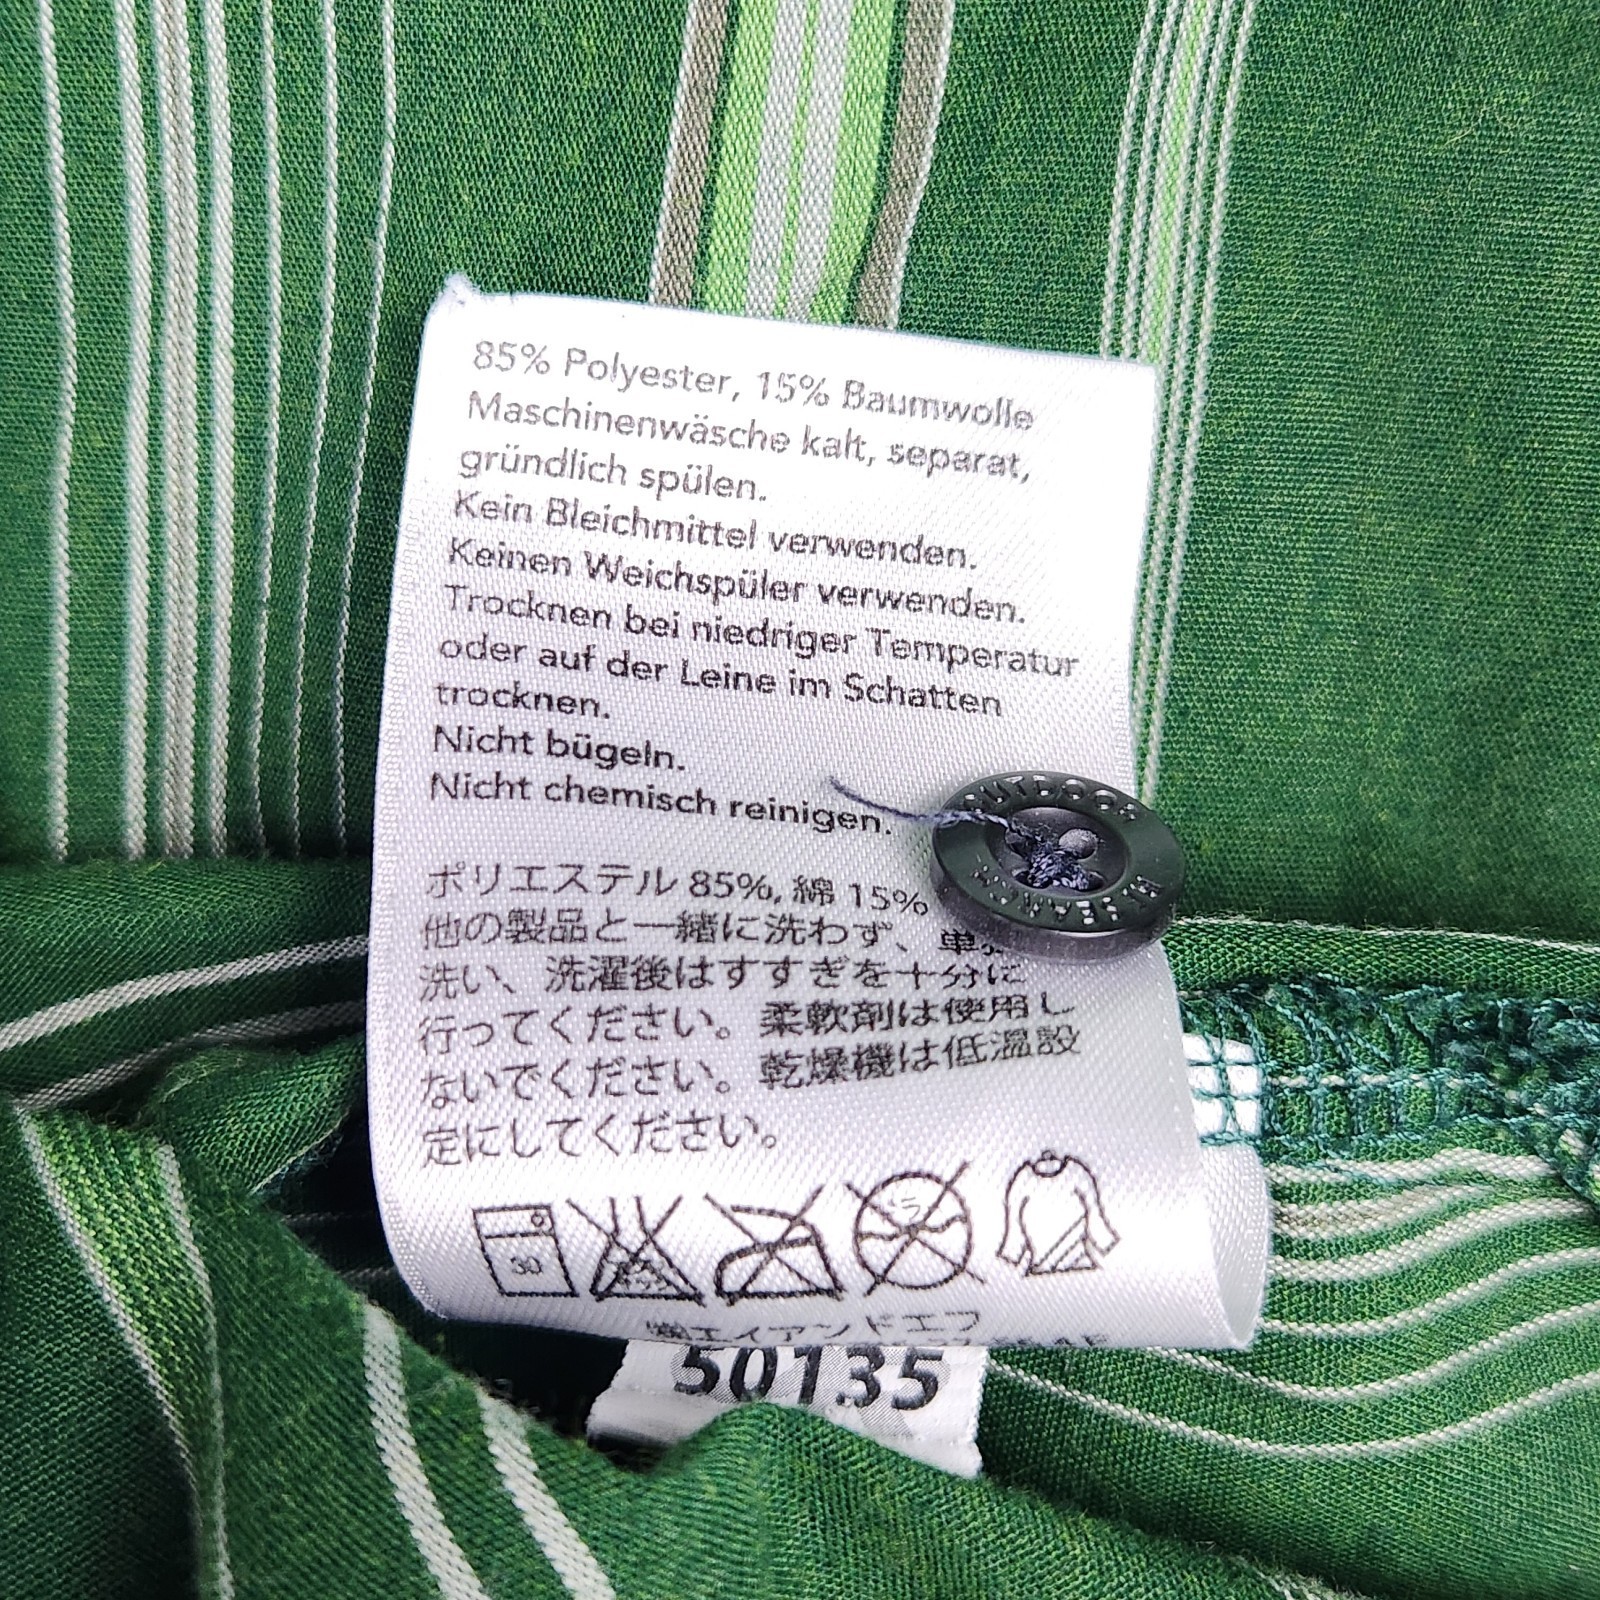 85% Polyester, 15% Baumwolle
Maschinenwäsche kalt, separat,
gründlich spülen.
Kein Bleichmittel verwenden.
Keinen Weichspüler verwenden.
Trocknen bei niedriger Temperatur
oder auf der Leine im Schatten
trocknen.
Nicht bügeln.
Nicht chemisch reinigen.
OUTDOOR
RESEARCH
ポリエステル 85%, 綿 15%
他の製品と一緒に洗わず、単
洗い、洗濯後はすすぎを十分に
行ってください。柔軟剤は使用し
ないでください。乾燥機は低温設
定にしてください。
30
ドラ
㈱エイアンドエフ
50135